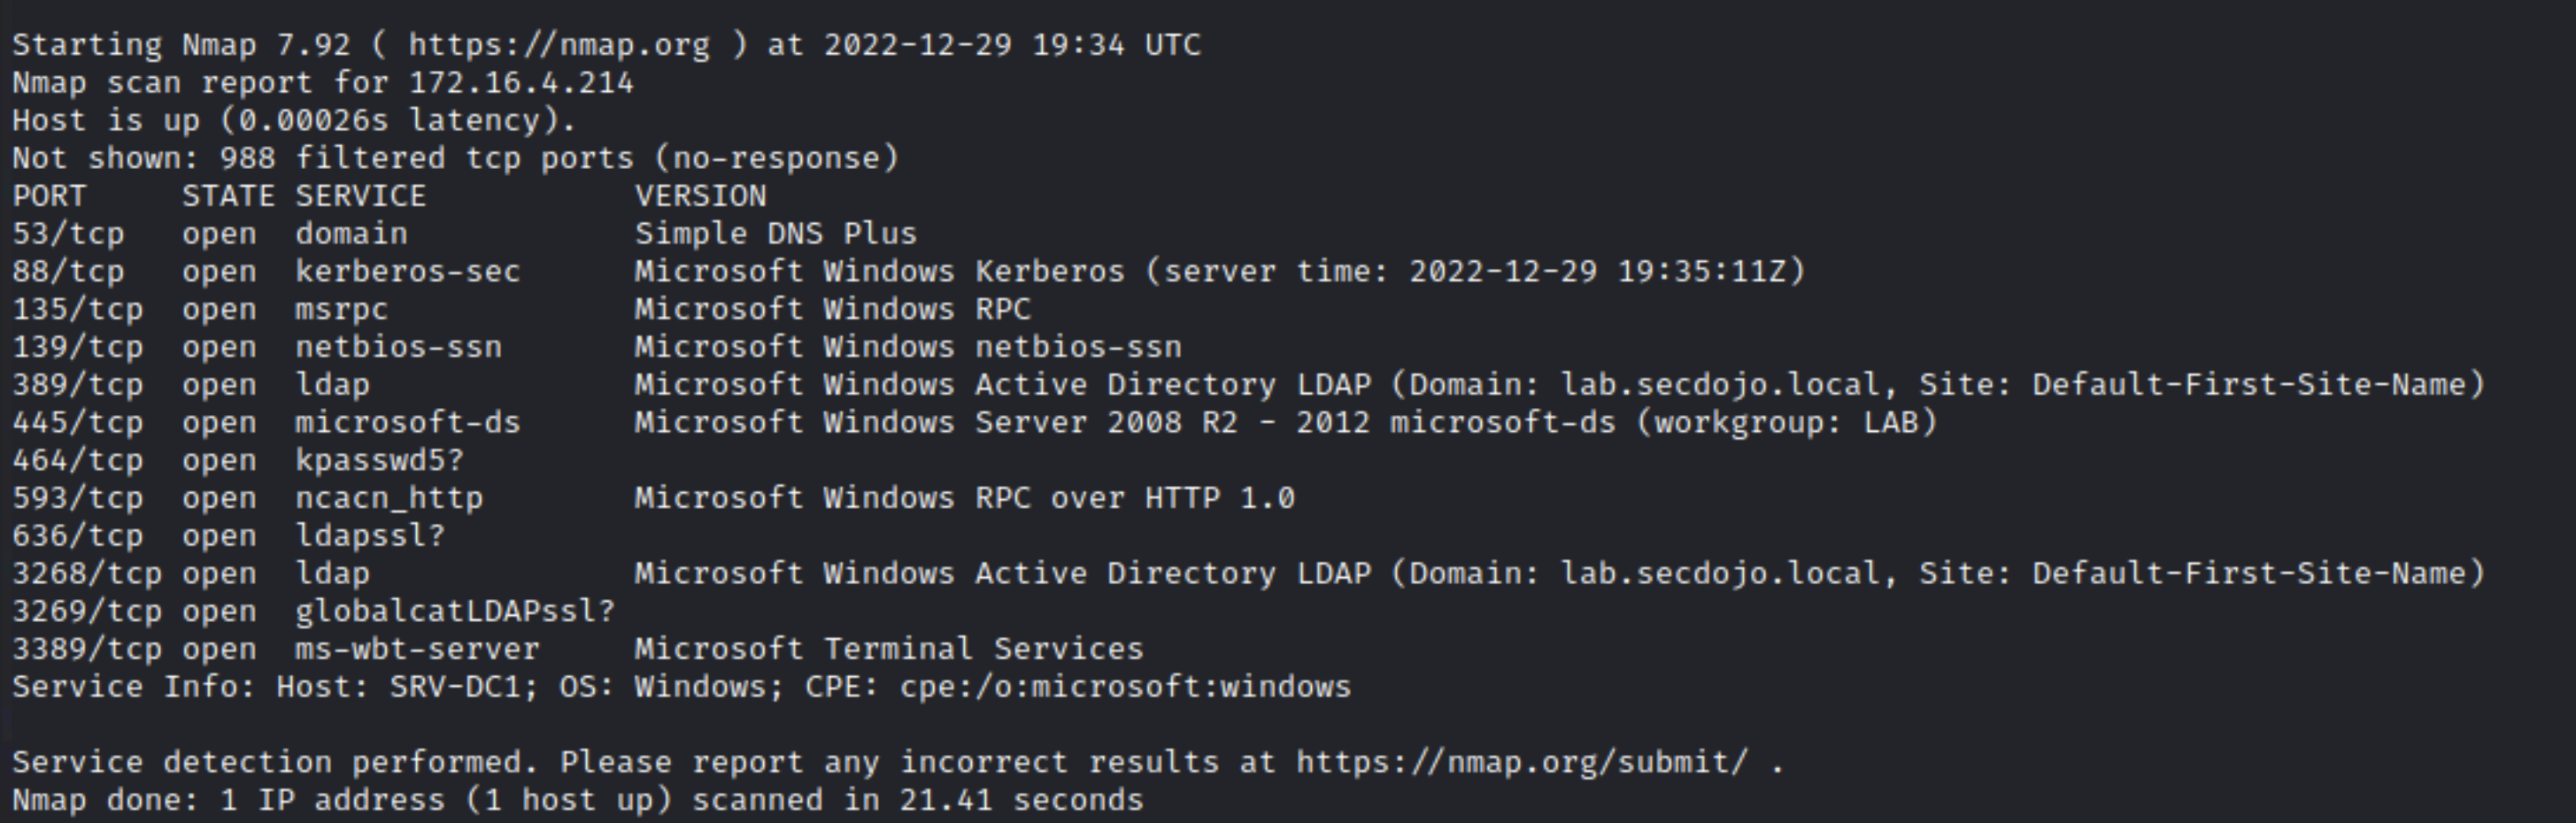 Starting Nmap 7.92 ( https://nmap.org ) at 2022-12-29 19:34 UTC
Nmap scan report for 172.16.4.214
Host is up (0.00026s latency).
Not shown: 988 filtered tcp ports (no-response)
PORT     STATE SERVICE           VERSION
53/tcp   open  domain            Simple DNS Plus
88/tcp   open  kerberos-sec      Microsoft Windows Kerberos (server time: 2022-12-29 19:35:11Z)
135/tcp  open  msrpc             Microsoft Windows RPC
139/tcp  open  netbios-ssn       Microsoft Windows netbios-ssn
389/tcp  open  ldap              Microsoft Windows Active Directory LDAP (Domain: lab.secdojo.local, Site: Default-First-Site-Name)
445/tcp  open  microsoft-ds      Microsoft Windows Server 2008 R2 - 2012 microsoft-ds (workgroup: LAB)
464/tcp  open  kpasswd5?
593/tcp  open  ncacn_http        Microsoft Windows RPC over HTTP 1.0
636/tcp  open  ldapssl?
3268/tcp open  ldap              Microsoft Windows Active Directory LDAP (Domain: lab.secdojo.local, Site: Default-First-Site-Name)
3269/tcp open  globalcatLDAPssl?
3389/tcp open  ms-wbt-server     Microsoft Terminal Services
Service Info: Host: SRV-DC1; OS: Windows; CPE: cpe:/o:microsoft:windows
Service detection performed. Please report any incorrect results at https://nmap.org/submit/ .
Nmap done: 1 IP address (1 host up) scanned in 21.41 seconds